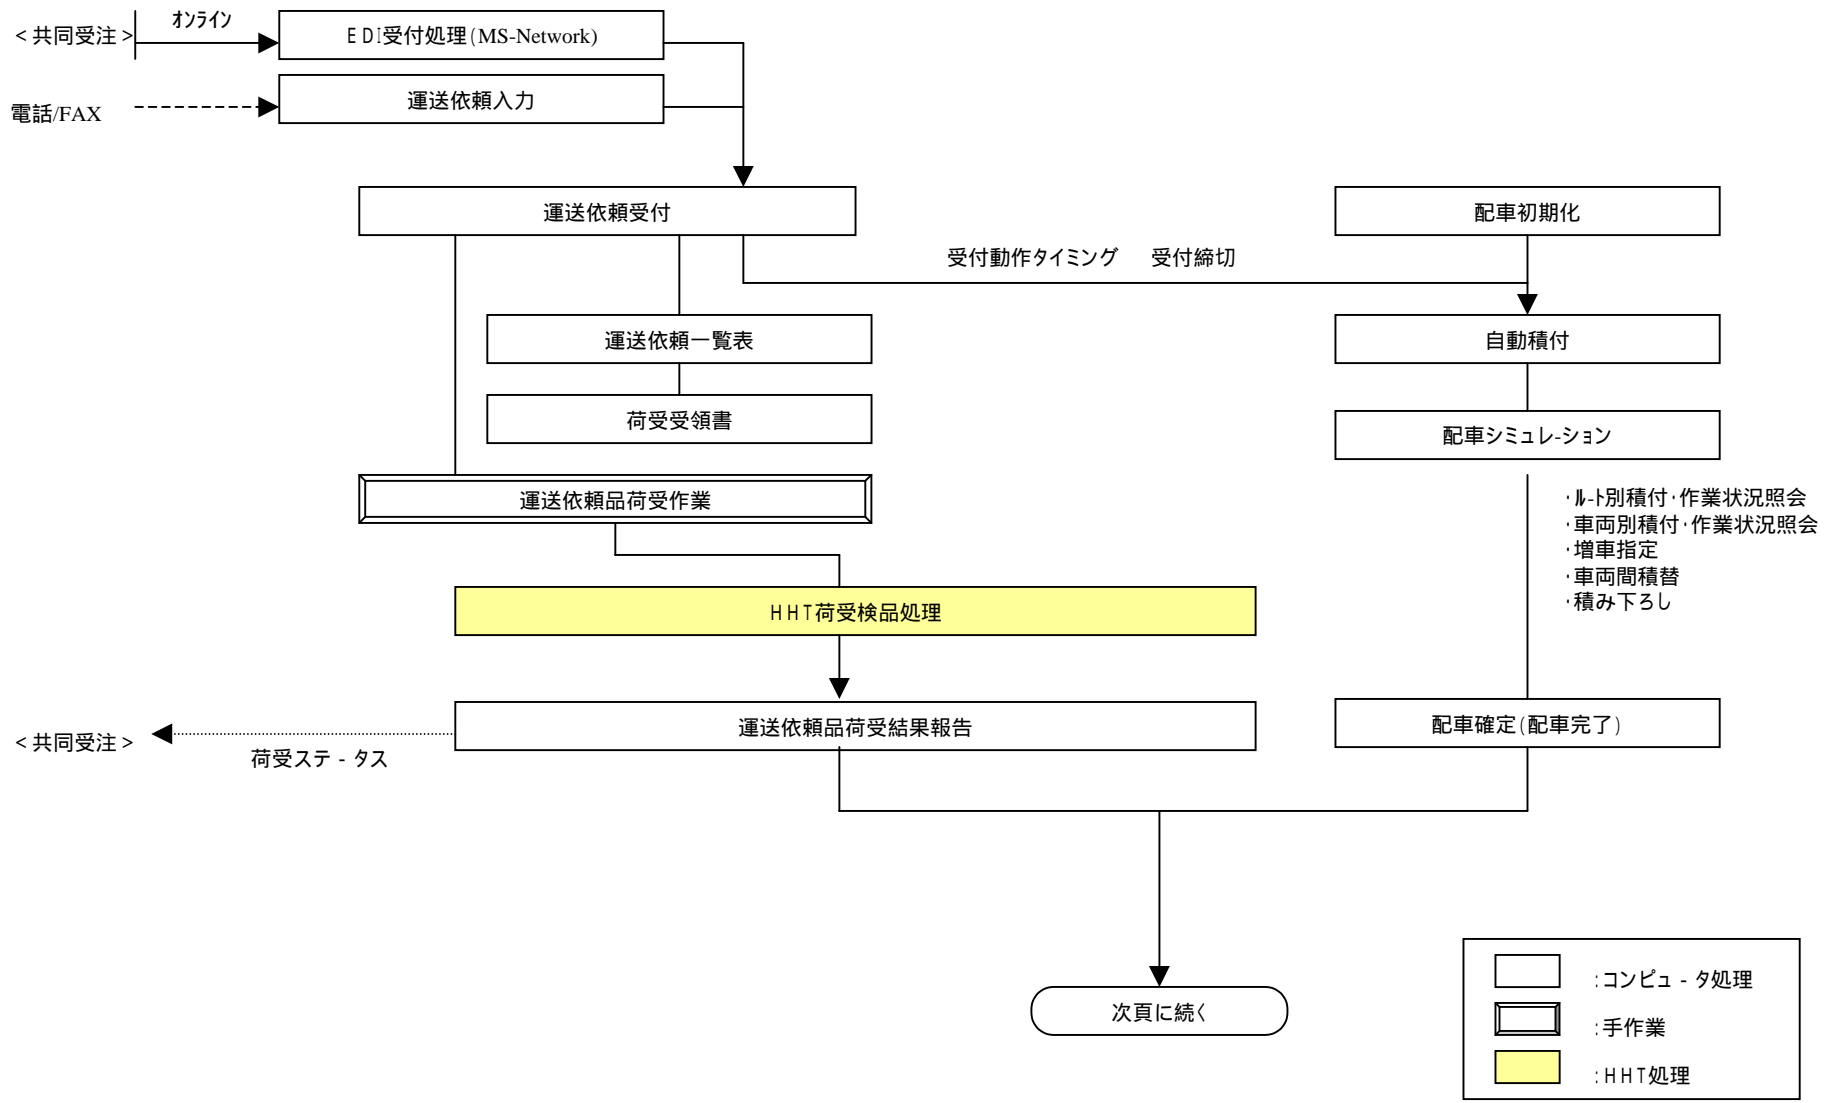 <共同受注>
オンライン
EDI受付処理(MS-Network)
電話/FAX
運送依頼入力
運送依頼受付
配車初期化
受付動作タイミング　受付締切
運送依頼一覧表
自動積付
荷受受領書
配車シミュレ-ション
運送依頼品荷受作業
・ル-ト別積付・作業状況照会
・車両別積付・作業状況照会
・増車指定
・車両間積替
・積み下ろし
HHT荷受検品処理
<共同受注>
荷受ステ-タス
運送依頼品荷受結果報告
配車確定(配車完了)
次頁に続く
:コンピュ-タ処理
:手作業
:HHT処理